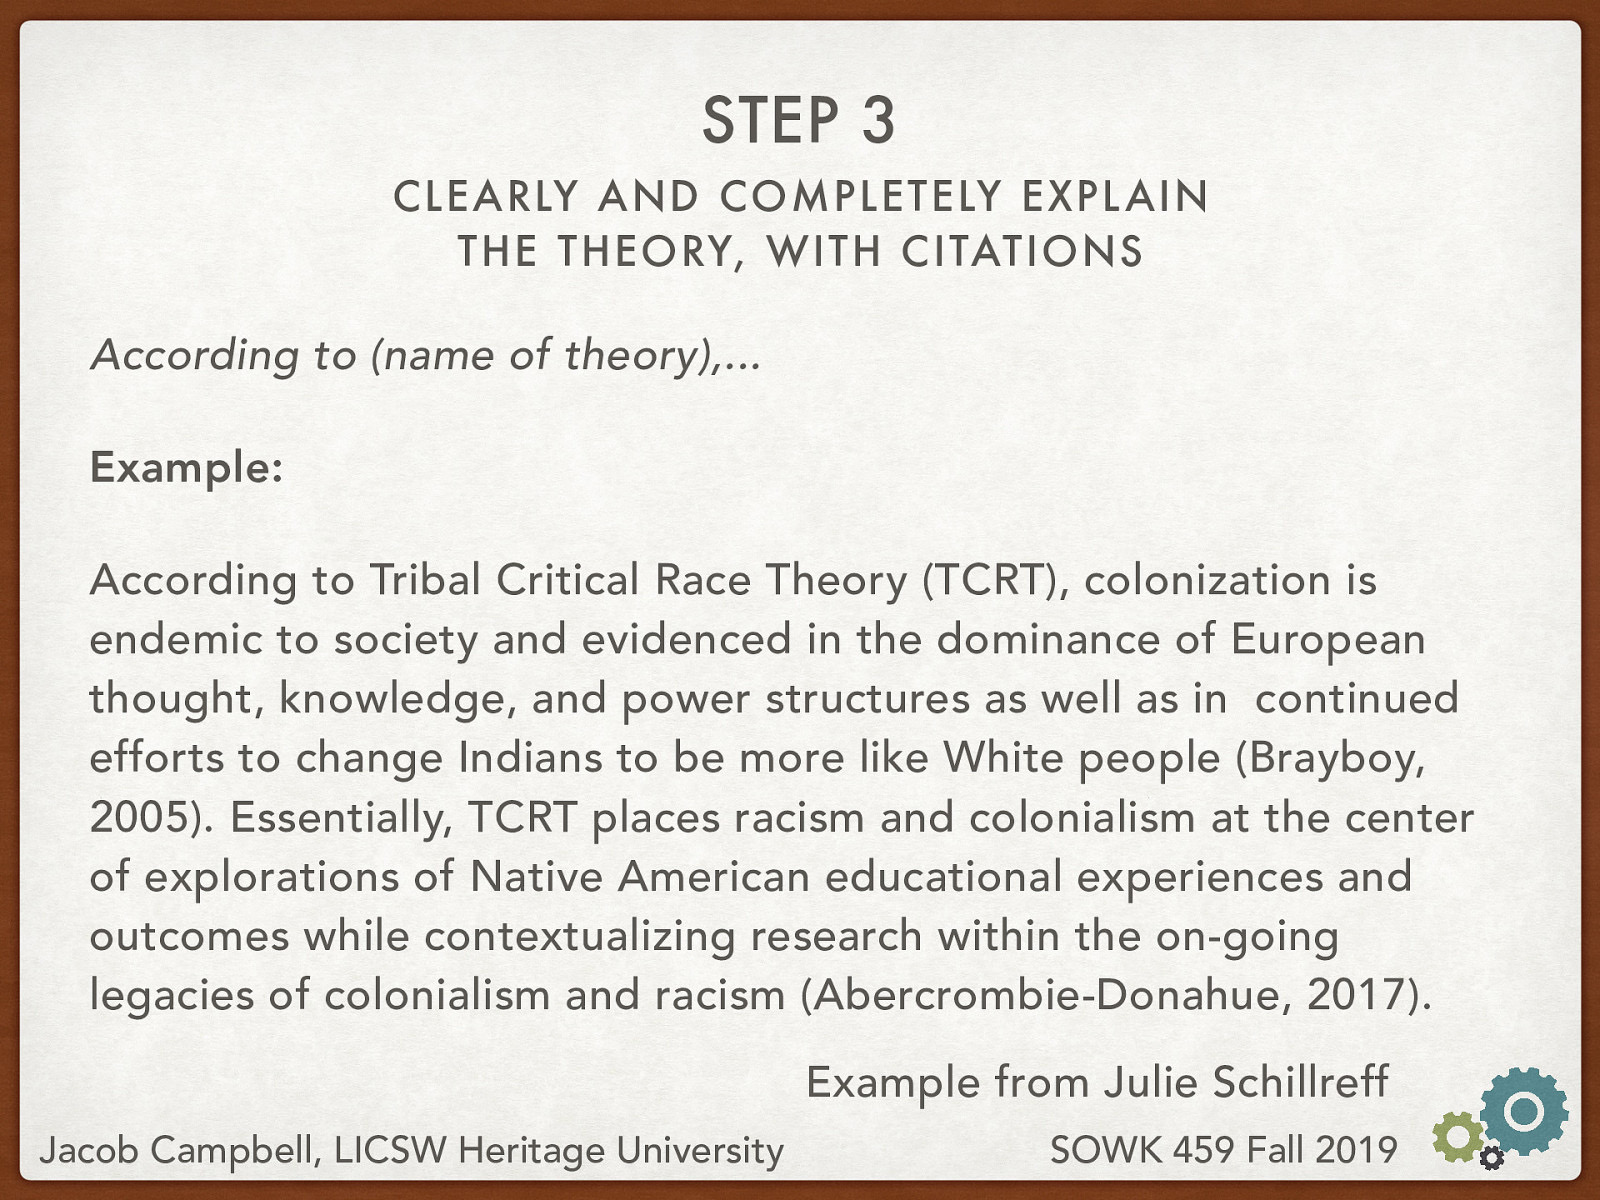 STEP 3
CLEARLY AND COMPLETELY EXPLAIN
THE THEORY, WITH CITATIONS
According to (name of theory),...
Example:
According to Tribal Critical Race Theory (TCRT), colonization is
endemic to society and evidenced in the dominance of European
thought, knowledge, and power structures as well as in  continued
efforts to change Indians to be more like White people (Brayboy,
2005). Essentially, TCRT places racism and colonialism at the center
of explorations of Native American educational experiences and
outcomes while contextualizing research within the on-going
legacies of colonialism and racism (Abercrombie-Donahue, 2017).
Example from Julie Schillreff
Jacob Campbell, LICSW Heritage University
SOWK 459 Fall 2019